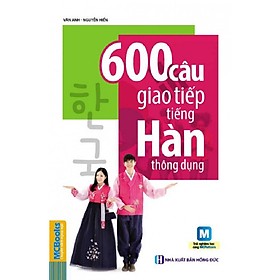 VÂN ANH - NGUYỄN HIỀN
600 câu
giao tiếp
tiếng
Hàn
thông dụng
한
국
MCBooks
M
NHÀ XUẤT BẢN HỒNG ĐỨC